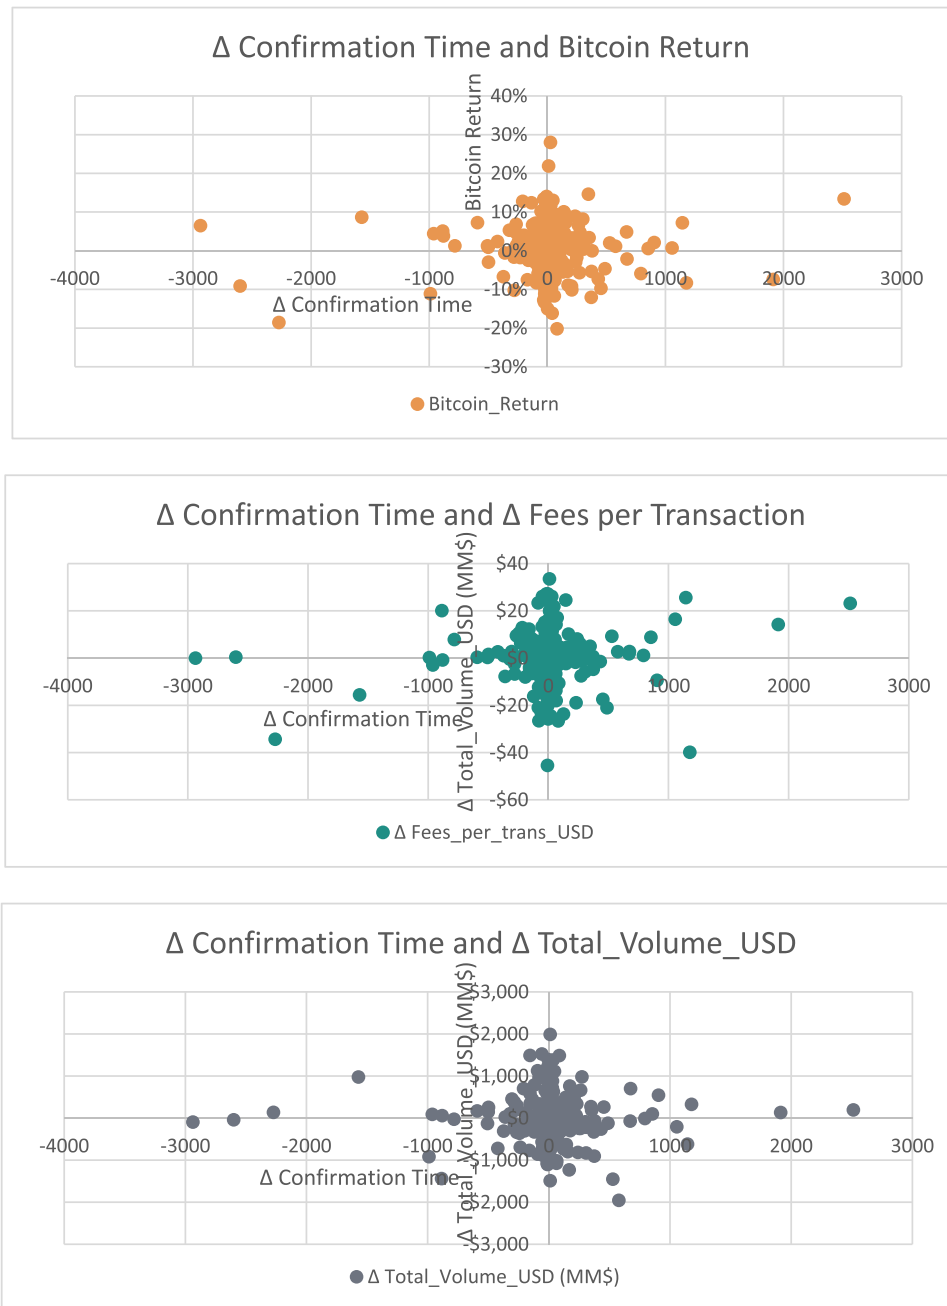 Δ Confirmation Time and Bitcoin Return
Bitcoin Return
40%
30%
20%
10%
0%
-4000 -3000 -2000 -1000 0 1000 2000 3000
-10%
Δ Confirmation Time
-20%
-30%
Bitcoin_Return
Δ Confirmation Time and Δ Fees per Transaction
Δ Total_Volume_USD (MM$)
$40
$20
$0
-4000 -3000 -2000 -1000 0 1000 2000 3000
-$20
Δ Confirmation Time
-$40
-$60
Δ Fees_per_trans_USD
Δ Confirmation Time and Δ Total_Volume_USD
Δ Total_Volume_USD (MM$)
$3,000
$2,000
$1,000
$0
-4000 -3000 -2000 -1000 0 1000 2000 3000
-$1,000
Δ Confirmation Time
-$2,000
-$3,000
Δ Total_Volume_USD (MM$)